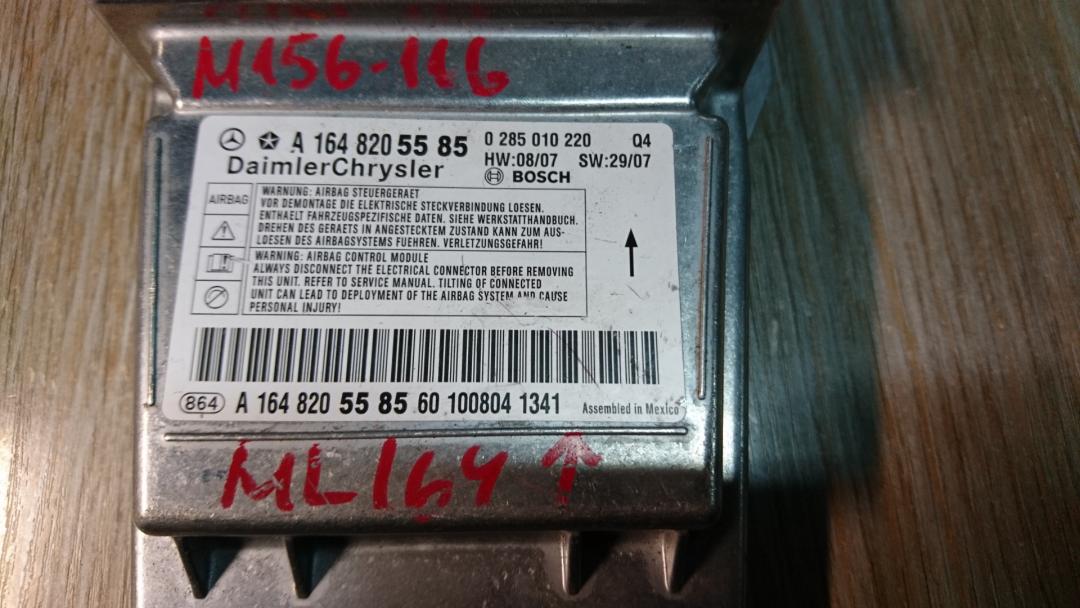 M156-116
A 164 820 55 85 0 285 010 220 Q4
DaimlerChrysler HW:08/07 SW:29/07
BOSCH
AIRBAG
WARNUNG: AIRBAG STEUERGERAET
VOR DEMONTAGE DIE ELEKTRISCHE STECKVERBINDUNG LOESEN.
ENTHAELT FAHRZEUGSPEZIFISCHE DATEN. SIEHE WERKSTATTHANDBUCH.
DREHEN DES GERAETS IN ANGESTECKTEM ZUSTAND KANN ZUM AUS-
LOESEN DES AIRBAGSYSTEMS FUEHREN. VERLETZUNGSGEFAHR!
WARNING: AIRBAG CONTROL MODULE
ALWAYS DISCONNECT THE ELECTRICAL CONNECTOR BEFORE REMOVING
THIS UNIT. REFER TO SERVICE MANUAL. TILTING OF CONNECTED
UNIT CAN LEAD TO DEPLOYMENT OF THE AIRBAG SYSTEM AND CAUSE
PERSONAL INJURY!
864 A 164 820 55 85 60 100804 1341 Assembled in Mexico
ML164